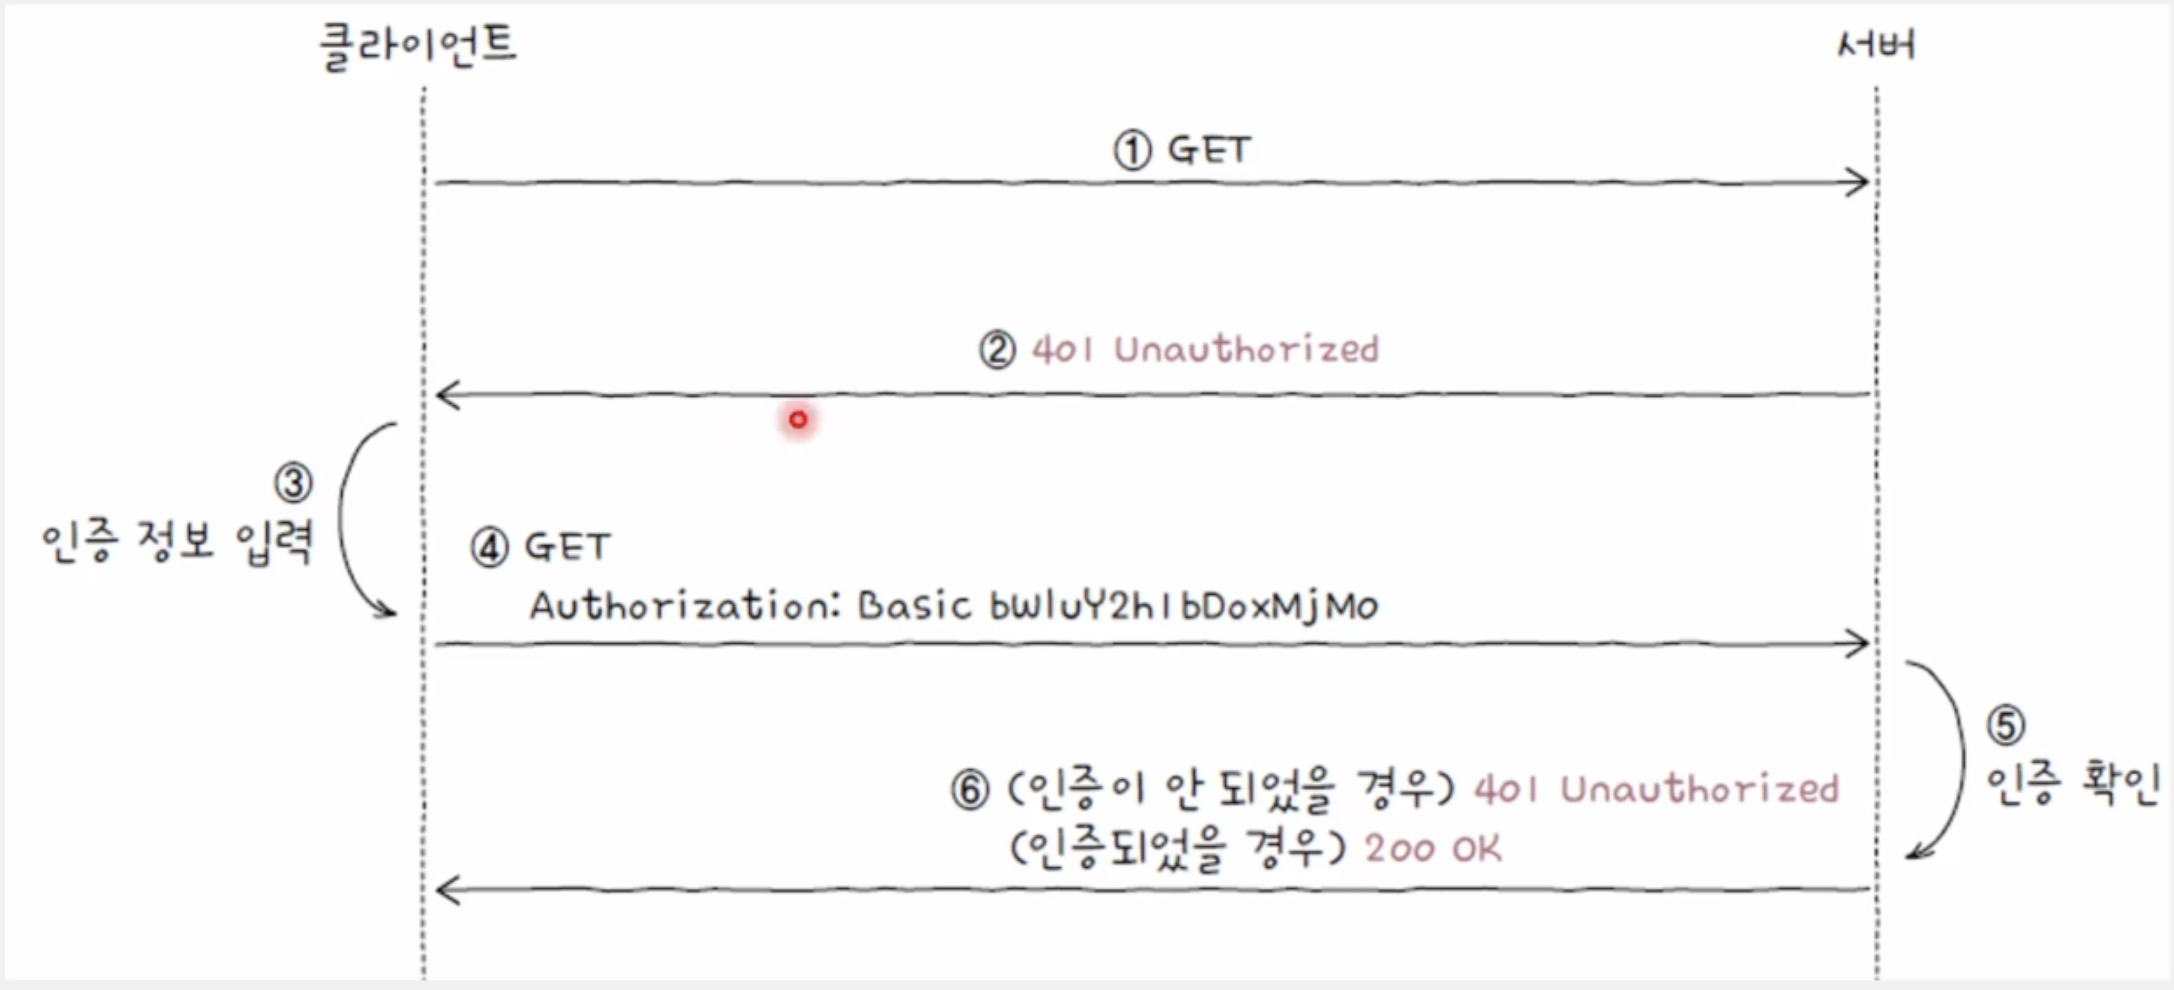 클라이언트
서버
① GET
② 401 Unauthorized
③
인증 정보 입력
④ GET
Authorization: Basic bWluY2hlbDoxMjMo
⑤
인증 확인
⑥ (인증이 안 되었을 경우) 401 Unauthorized
(인증되었을 경우) 200 OK